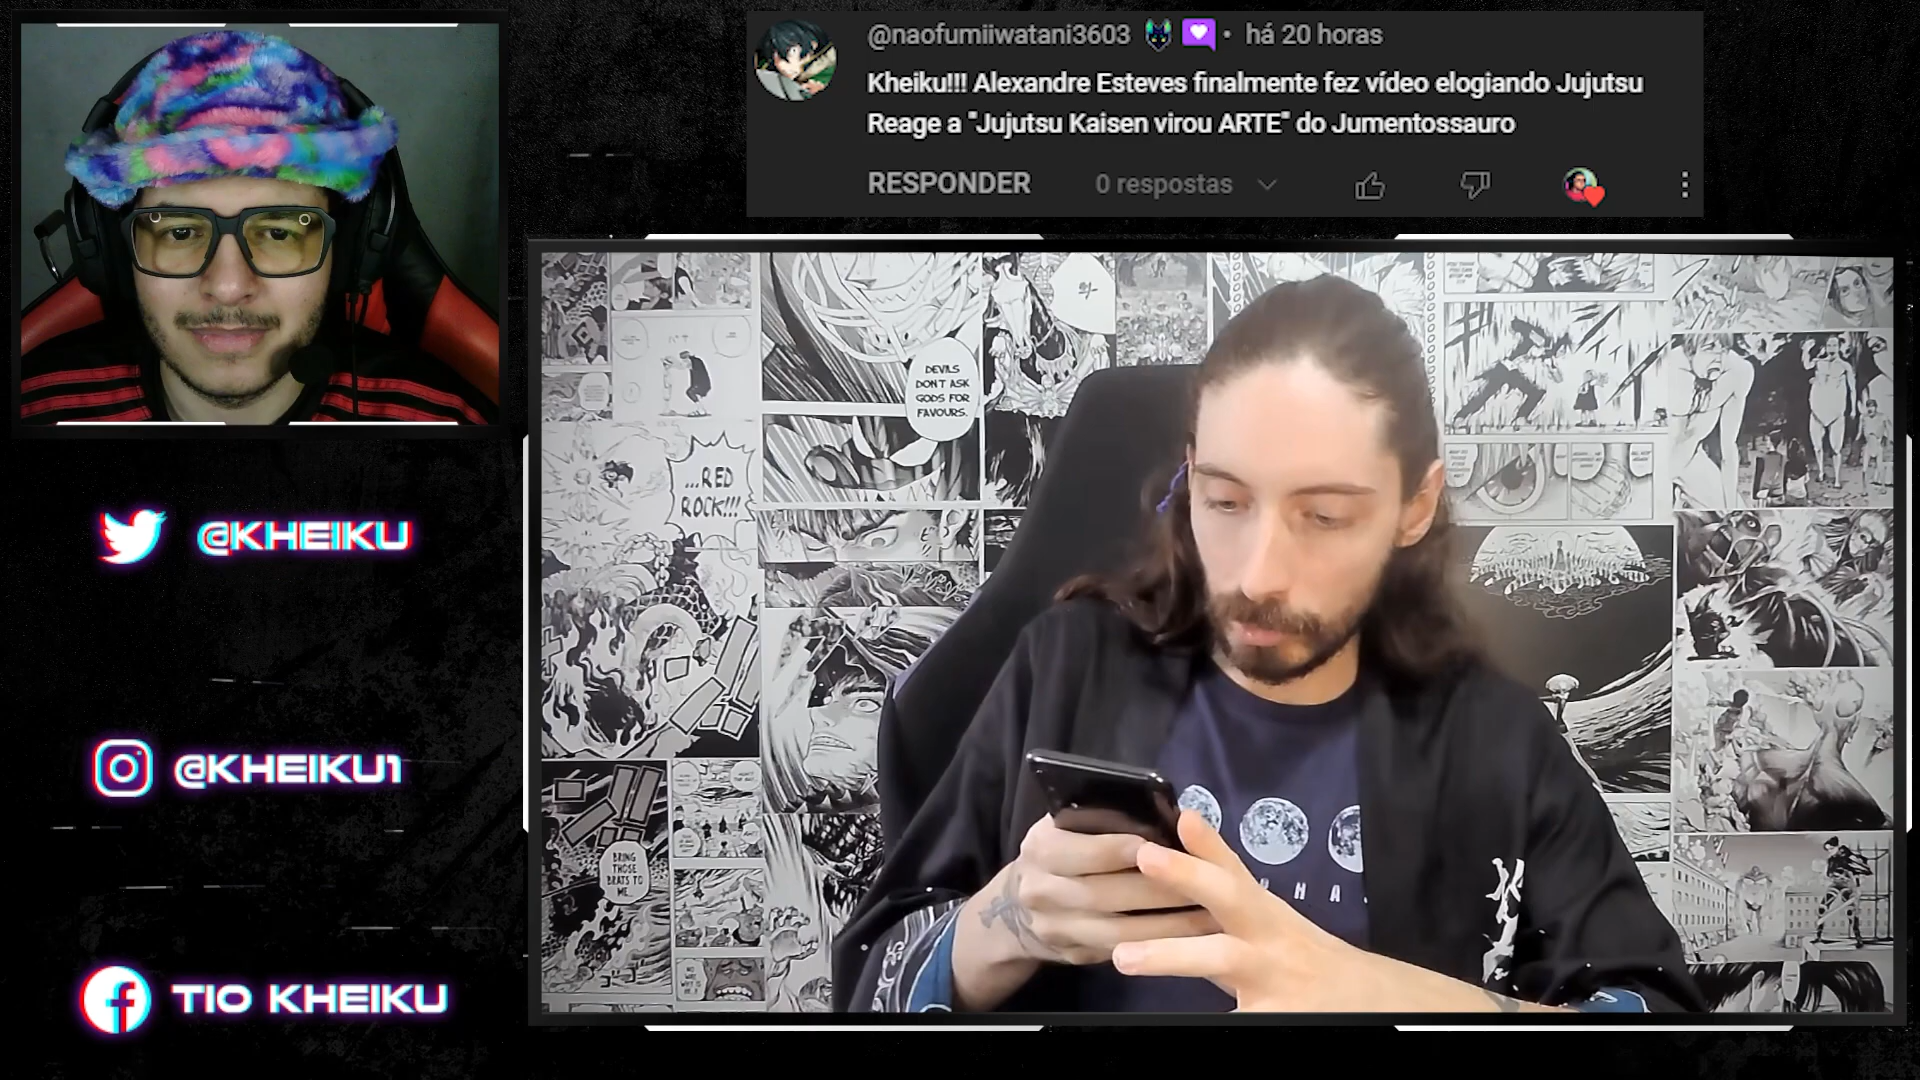 @naofumiiwatani3603 • há 20 horas
Kheiku!!! Alexandre Esteves finalmente fez vídeo elogiando Jujutsu
Reage a "Jujutsu Kaisen virou ARTE" do Jumentossauro
RESPONDER 0 respostas
@KHEIKU
@KHEIKU1
TIO KHEIKU
DEVILS
DON'T ASK
GODS FOR
FAVOURS.
...RED
ROCK!!!
BRING
THOSE
BRATS TO
ME